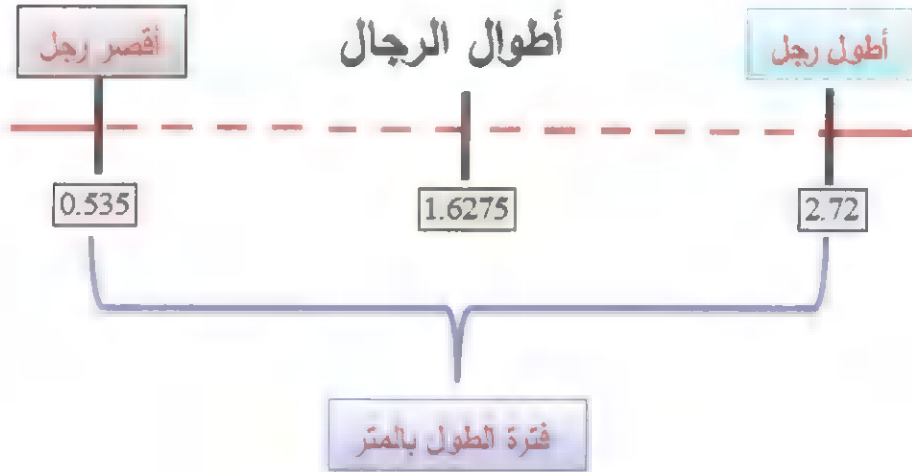 أطوال الرجال
أطول رجل
أقصر رجل
0.535
1.6275
2.72
فترة الطول بالمتر